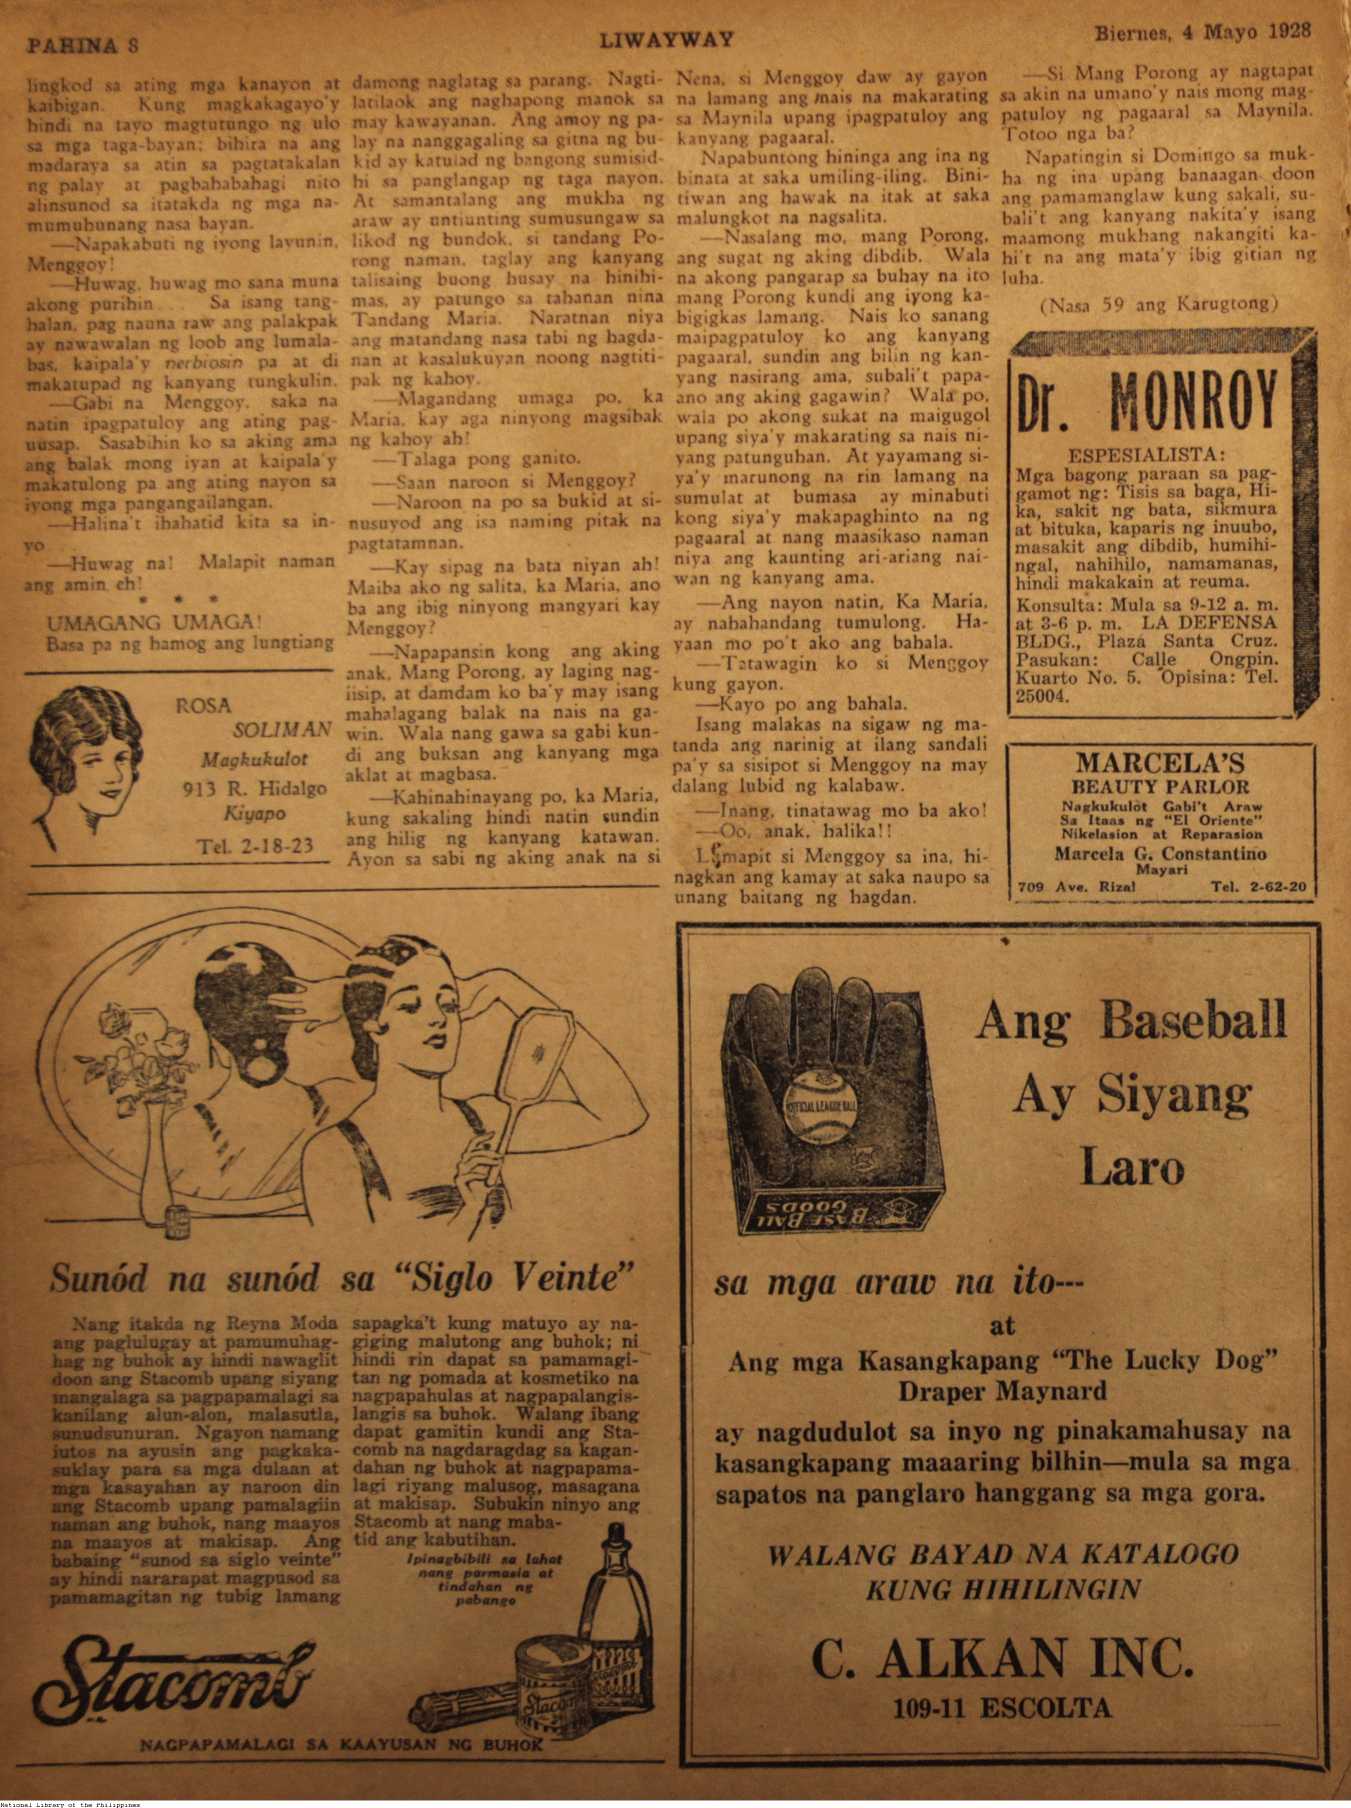 PAHINA 8
LIWAYWAY
Biernes, 4 Mayo 1928
lingkod sa ating mga kanayon at
kaibigan. Kung magkakagayo'y
hindi na tayo magtutungo ng ulo
sa mga taga-bayan; bihira na ang
madaraya sa atin sa pagtatakalan
ng palay at pagbababahagi nito
alinsunod sa itatakda ng mga na-
mumuhunang nasa bayan.
—Napakabuti ng iyong layunin,
Menggoy!
—Huwag, huwag mo sana muna
akong purihin... Sa isang tang-
halan, pag nauna raw ang palakpak
ay nawawalan ng loob ang lumala-
bas, kaipala'y nerbiosin pa at di
makatupad ng kanyang tungkulin.
—Gabi na Menggoy, saka na
natin ipagpatuloy ang ating pag-
uusap. Sasabihin ko sa aking ama
ang balak mong iyan at kaipala'y
makatulong pa ang ating nayon sa
iyong mga pangangailangan.
—Halina't ihahatid kita sa in-
yo...
—Huwag na! Malapit naman
ang amin, eh!
* * *
UMAGANG UMAGA!
Basa pa ng hamog ang lungtiang
damong naglatag sa parang. Nagti-
latilaok ang naghapong manok sa
may kawayanan. Ang amoy ng pa-
lay na nanggagaling sa gitna ng bu-
kid ay katulad ng bangong sumisid-
hi sa panglangap ng taga nayon.
At samantalang ang mukha ng
araw ay untiunting sumusungaw sa
likod ng bundok, si tandang Po-
rong naman, taglay ang kanyang
talisaing buong husay na hinihi-
mas, ay patungo sa tahanan nina
Tandang Maria. Naratnan niya
ang matandang nasa tabi ng hagda-
nan at kasalukuyan noong nagtiti-
pak ng kahoy.
—Magandang umaga po, ka
Maria, kay aga ninyong magsibak
ng kahoy ah!
—Talaga pong ganito.
—Saan naroon si Menggoy?
—Naroon na po sa bukid at si-
nusuyod ang isa naming pitak na
pagtatamnan.
—Kay sipag na bata niyan ah!
Maiba ako ng salita, ka Maria, ano
ba ang ibig ninyong mangyari kay
Menggoy?
—Napapansin kong ang aking
anak, Mang Porong, ay laging nag-
iisip, at damdam ko ba'y may isang
mahalagang balak na nais na ga-
win. Wala nang gawa sa gabi kun-
di ang buksan ang kanyang mga
aklat at magbasa.
—Kahinahinayang po, ka Maria,
kung sakaling hindi natin sundin
ang hilig ng kanyang katawan.
Ayon sa sabi ng aking anak na si
Nena, si Menggoy daw ay gayon
na lamang ang nais na makarating
sa Maynila upang ipagpatuloy ang
kanyang pagaaral.
Napabuntong hininga ang ina ng
binata at saka umiling-iling. Bini-
tiwan ang hawak na itak at saka
malungkot na nagsalita.
—Nasalang mo, mang Porong,
ang sugat ng aking dibdib. Wala
na akong pangarap sa buhay na ito
mang Porong kundi ang iyong ka-
bigigkas lamang. Nais ko sanang
maipagpatuloy ko ang kanyang
pagaaral, sundin ang bilin ng kan-
yang nasirang ama, subali't papa-
ano ang aking gagawin? Wala po,
wala po akong sukat na maigugol
upang siya'y makarating sa nais ni-
yang patunguhan. At yayamang si-
ya'y marunong na rin lamang na
sumulat at bumasa ay minabuti
kong siya'y makapaghinto na ng
pagaaral at nang maasikaso naman
niya ang kaunting ari-ariang nai-
wan ng kanyang ama.
—Ang nayon natin, Ka Maria,
ay nahahandang tumulong. Ha-
yaan mo po't ako ang bahala.
—Tatawagin ko si Menggoy
kung gayon.
—Kayo po ang bahala.
Isang malakas na sigaw ng ma-
tanda ang narinig at ilang sandali
pa'y sa sisipot si Menggoy na may
dalang lubid ng kalabaw.
—Inang, tinatawag mo ba ako!
—Oo, anak, halika!!
Lumapit si Menggoy sa ina, hi-
nagkan ang kamay at saka naupo sa
unang baitang ng hagdan.
—Si Mang Porong ay nagtapat
sa akin na umano'y nais mong mag-
patuloy ng pagaaral sa Maynila.
Totoo nga ba?
Napatingin si Domingo sa muk-
ha ng ina upang banaagan doon
ang pamamanglaw kung sakali, su-
bali't ang kanyang nakita'y isang
maamong mukhang nakangiti ka-
hi't na ang mata'y ibig gitian ng
luha.
(Nasa 59 ang Karugtong)
Dr. MONROY
ESPESIALISTA:
Mga bagong paraan sa pag-
gamot ng: Tisis sa baga, Hi-
ka, sakit ng bata, sikmura
at bituka, kaparis ng inuubo,
masakit ang dibdib, humihi-
ngal, nahihilo, namamanas,
hindi makakain at reuma.
Konsulta: Mula sa 9-12 a. m.
at 3-6 p. m. LA DEFENSA
BLDG., Plaza Santa Cruz.
Pasukan: Calle Ongpin.
Kuarto No. 5. Opisina: Tel.
25004.
MARCELA'S
BEAUTY PARLOR
Nagkukulot Gabi't Araw
Sa Itaas ng "El Oriente"
Nikelasion at Reparasion
Marcela G. Constantino
Mayari
709 Ave. Rizal Tel. 2-62-20
ROSA
SOLIMAN
Magkukulot
913 R. Hidalgo
Kiyapo
Tel. 2-18-23
Sunód na sunód sa "Siglo Veinte"
Nang itakda ng Reyna Moda
ang paglulugay at pamumuhag-
hag ng buhok ay hindi nawaglit
doon ang Stacomb upang siyang
mangalaga sa pagpapamalagi sa
kanilang alun-alon, malasutla,
sunudsunuran. Ngayon namang
iutos na ayusin ang pagkaka-
suklay para sa mga dulaan at
mga kasayahan ay naroon din
ang Stacomb upang pamalagiin
naman ang buhok, nang maayos
na maayos at makisap. Ang
babaing "sunod sa siglo veinte"
ay hindi nararapat magpusod sa
pamamagitan ng tubig lamang
sapagka't kung matuyo ay na-
giging malutong ang buhok; ni
hindi rin dapat sa pamamagi-
tan ng pomada at kosmetiko na
nagpapahulas at nagpapalangis-
langis sa buhok. Walang ibang
dapat gamitin kundi ang Sta-
comb na nagdaragdag sa kagan-
dahan ng buhok at nagpapama-
lagi riyang malusog, masagana
at makisap. Subukin ninyo ang
Stacomb at nang maba-
tid ang kabutihan.
Ipinagbibili sa lahat
nang parmasia at
tindahan ng
pabango
Stacomb
Stacomb
NAGPAPAMALAGI SA KAAYUSAN NG BUHOK
OFFICIAL LEAGUE BALL
BASE BALL
GOODS
Ang Baseball
Ay Siyang
Laro
sa mga araw na ito---
at
Ang mga Kasangkapang "The Lucky Dog"
Draper Maynard
ay nagdudulot sa inyo ng pinakamahusay na
kasangkapang maaaring bilhin—mula sa mga
sapatos na panglaro hanggang sa mga gora.
WALANG BAYAD NA KATALOGO
KUNG HIHILINGIN
C. ALKAN INC.
109-11 ESCOLTA
National Library of the Philippines